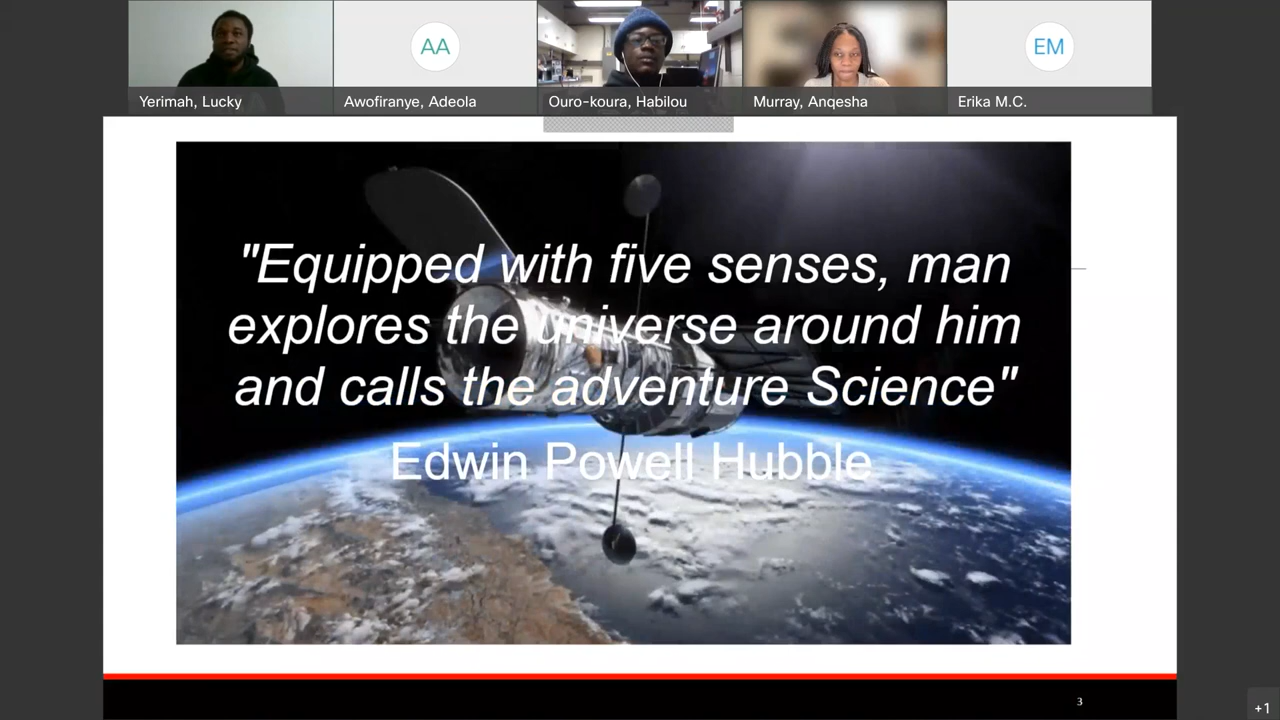 AA
EM
Yerimah, Lucky
Awofiranye, Adeola
Ouro-koura, Habilou
Murray, Anqesha
Erika M.C.
"Equipped with five senses, man
explores the universe around him
and calls the adventure Science"
Edwin Powell Hubble
3
+1